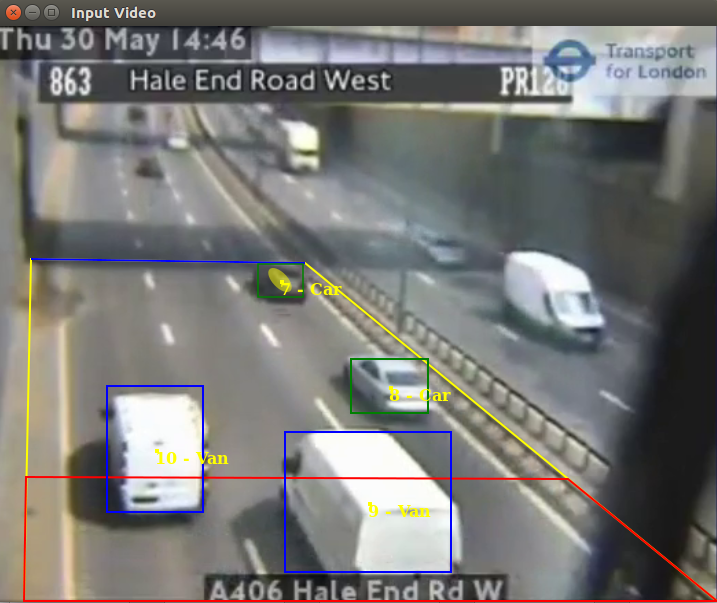 Input Video
Thu 30 May 14:46
Transport
for London
863 Hale End Road West
7 - Car
8 - Car
10 - Van
9 - Van
A406 Hale End Rd W